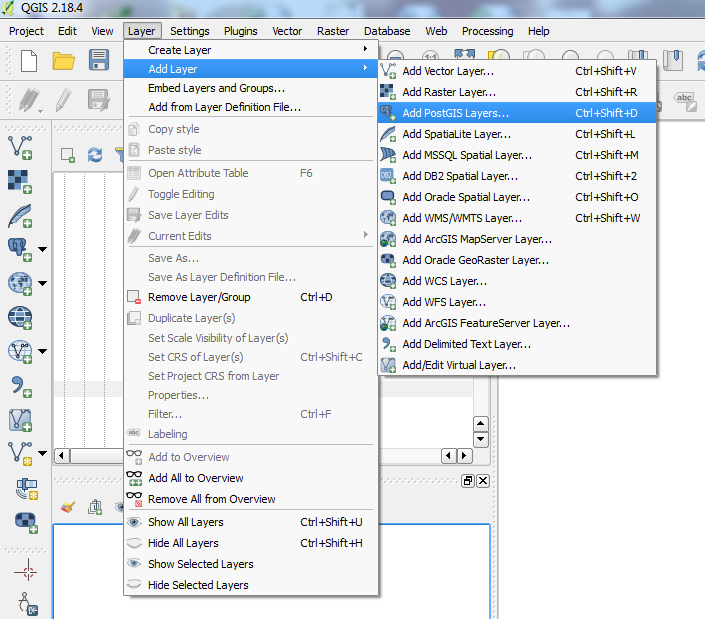 QGIS 2.18.4
Project Edit View Layer Settings Plugins Vector Raster Database Web Processing Help
Create Layer
Add Layer
Embed Layers and Groups...
Add from Layer Definition File...
Copy style
Paste style
Open Attribute Table F6
Toggle Editing
Save Layer Edits
Current Edits
Save As...
Save As Layer Definition File...
Remove Layer/Group Ctrl+D
Duplicate Layer(s)
Set Scale Visibility of Layer(s)
Set CRS of Layer(s) Ctrl+Shift+C
Set Project CRS from Layer
Properties...
Filter... Ctrl+F
abc Labeling
Add to Overview
Add All to Overview
Remove All from Overview
Show All Layers Ctrl+Shift+U
Hide All Layers Ctrl+Shift+H
Show Selected Layers
Hide Selected Layers
Add Vector Layer... Ctrl+Shift+V
Add Raster Layer... Ctrl+Shift+R
Add PostGIS Layers... Ctrl+Shift+D
Add SpatiaLite Layer... Ctrl+Shift+L
Add MSSQL Spatial Layer... Ctrl+Shift+M
DB2 Add DB2 Spatial Layer... Ctrl+Shift+2
Add Oracle Spatial Layer... Ctrl+Shift+O
Add WMS/WMTS Layer... Ctrl+Shift+W
Add ArcGIS MapServer Layer...
Add Oracle GeoRaster Layer...
Add WCS Layer...
Add WFS Layer...
Add ArcGIS FeatureServer Layer...
Add Delimited Text Layer...
Add/Edit Virtual Layer...
abc